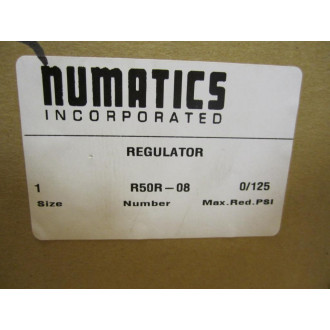 NUMATICS
INCORPORATED
REGULATOR
1 R50R-08 0/125
Size Number Max.Red.PSI